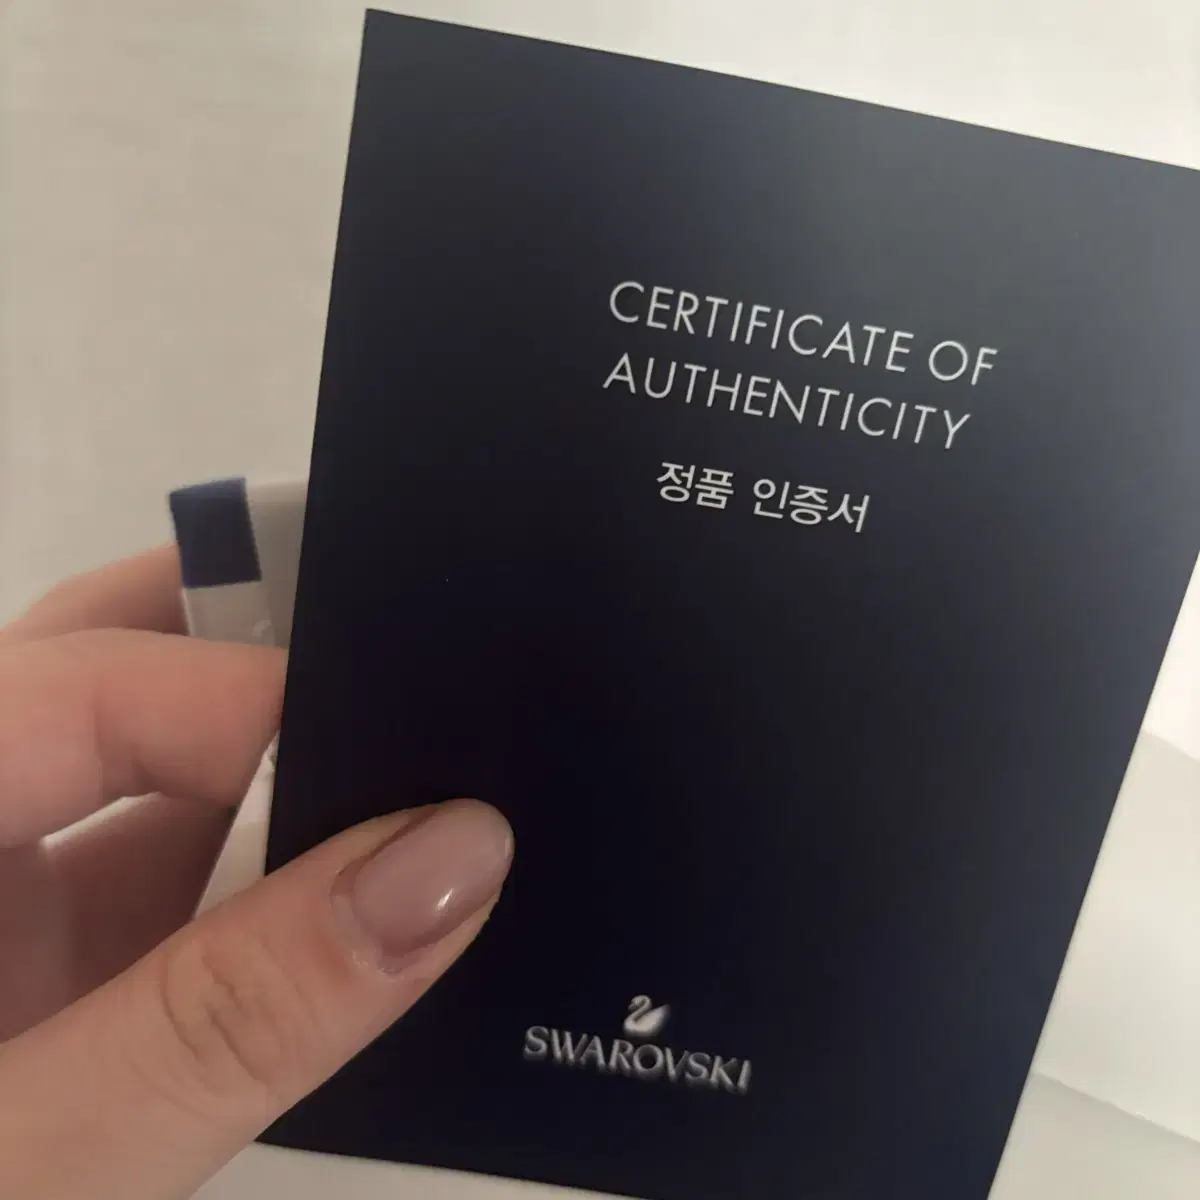 CERTIFICATE OF
AUTHENTICITY
정품 인증서
SWAROVSKI